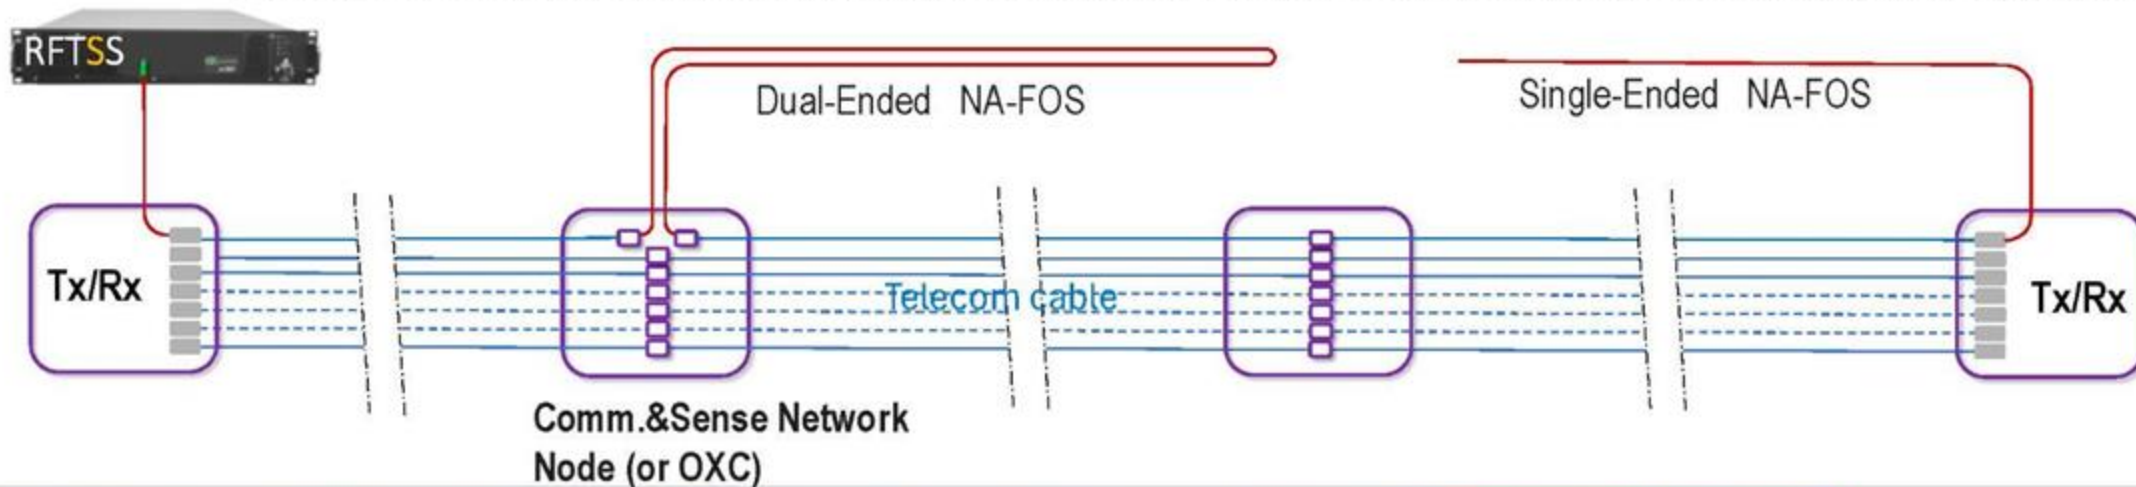 RFTSS
Dual-Ended NA-FOS
Single-Ended NA-FOS
Tx/Rx
Telecom cable
Tx/Rx
Comm.&Sense Network
Node (or OXC)